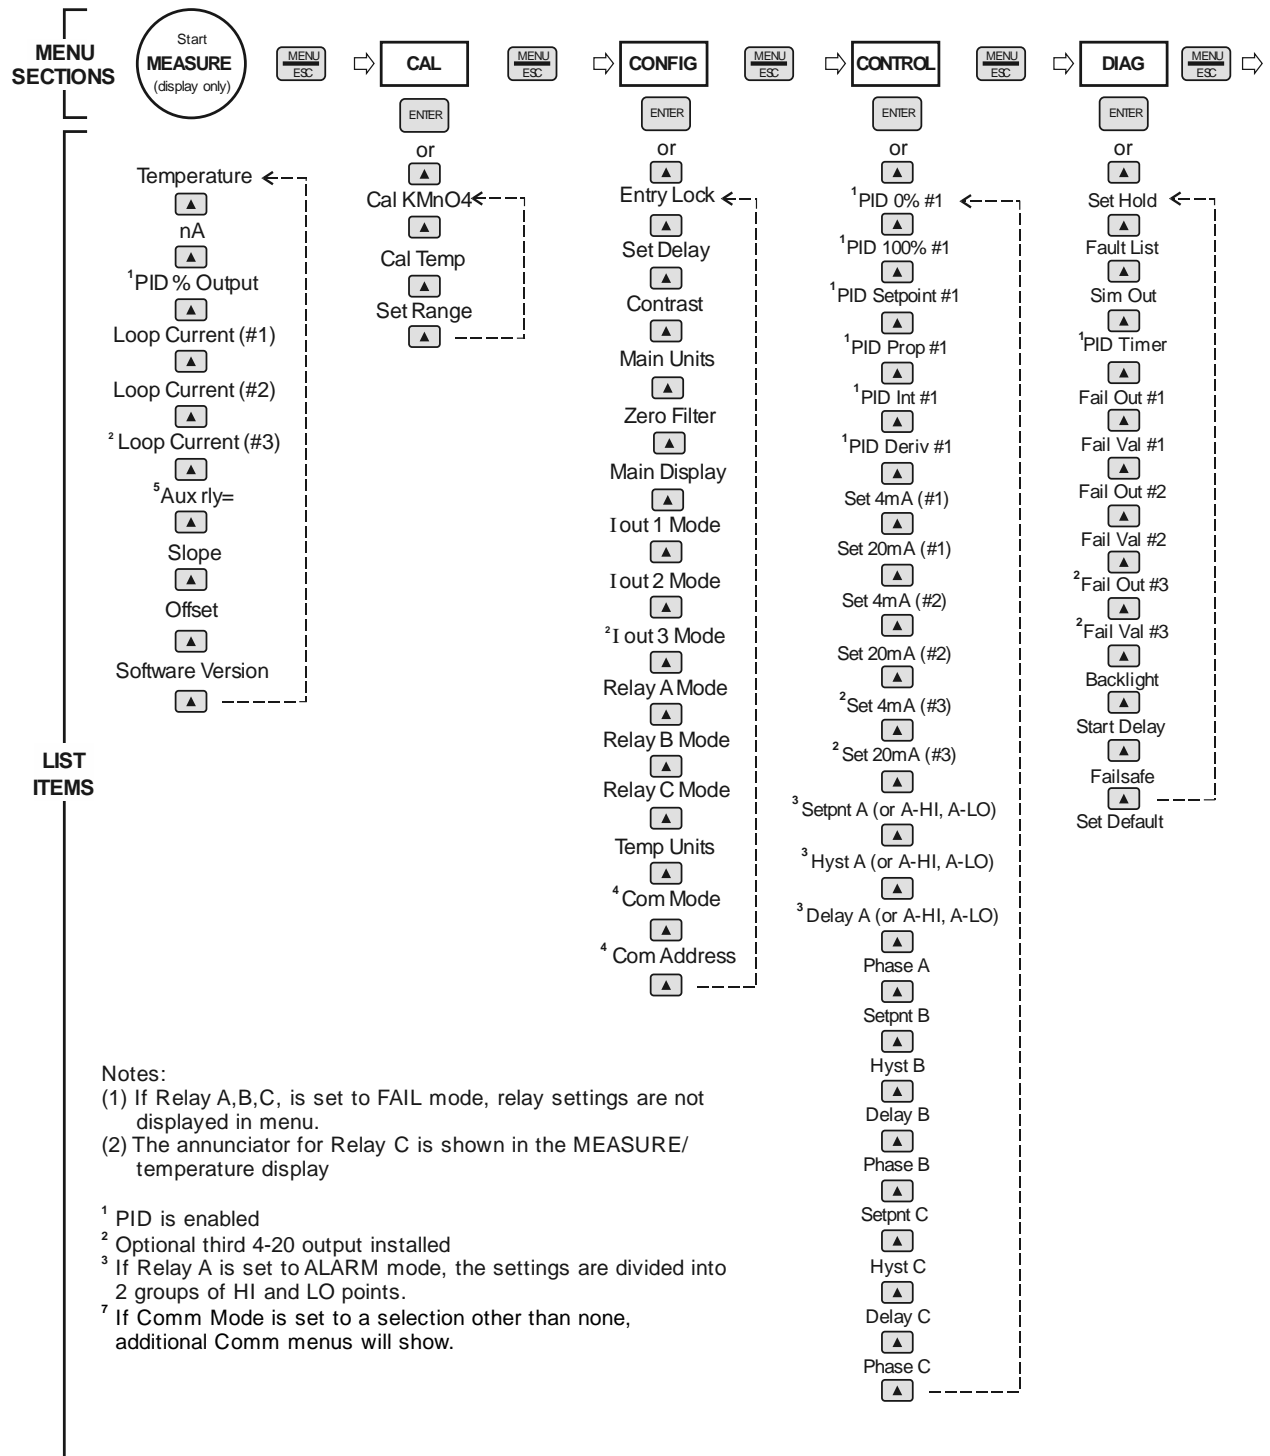 MENU
SECTIONS
Start
MEASURE
(display only)
MENU
ESC
CAL
MENU
ESC
CONFIG
MENU
ESC
CONTROL
MENU
ESC
DIAG
MENU
ESC
LIST
ITEMS
Temperature
nA
¹PID % Output
Loop Current (#1)
Loop Current (#2)
² Loop Current (#3)
⁵Aux rly=
Slope
Offset
Software Version
ENTER
or
Cal KMnO4
Cal Temp
Set Range
ENTER
or
Entry Lock
Set Delay
Contrast
Main Units
Zero Filter
Main Display
I out 1 Mode
I out 2 Mode
² I out 3 Mode
Relay A Mode
Relay B Mode
Relay C Mode
Temp Units
⁴ Com Mode
⁴ Com Address
ENTER
or
¹PID 0% #1
¹PID 100% #1
¹PID Setpoint #1
¹PID Prop #1
¹PID Int #1
¹PID Deriv #1
Set 4mA (#1)
Set 20mA (#1)
Set 4mA (#2)
Set 20mA (#2)
²Set 4mA (#3)
² Set 20mA (#3)
³ Setpnt A (or A-HI, A-LO)
³ Hyst A (or A-HI, A-LO)
³ Delay A (or A-HI, A-LO)
Phase A
Setpnt B
Hyst B
Delay B
Phase B
Setpnt C
Hyst C
Delay C
Phase C
ENTER
or
Set Hold
Fault List
Sim Out
¹PID Timer
Fail Out #1
Fail Val #1
Fail Out #2
Fail Val #2
²Fail Out #3
²Fail Val #3
Backlight
Start Delay
Failsafe
Set Default
Notes:
(1) If Relay A,B,C, is set to FAIL mode, relay settings are not
displayed in menu.
(2) The annunciator for Relay C is shown in the MEASURE/
temperature display
¹ PID is enabled
² Optional third 4-20 output installed
³ If Relay A is set to ALARM mode, the settings are divided into
2 groups of HI and LO points.
⁷ If Comm Mode is set to a selection other than none,
additional Comm menus will show.